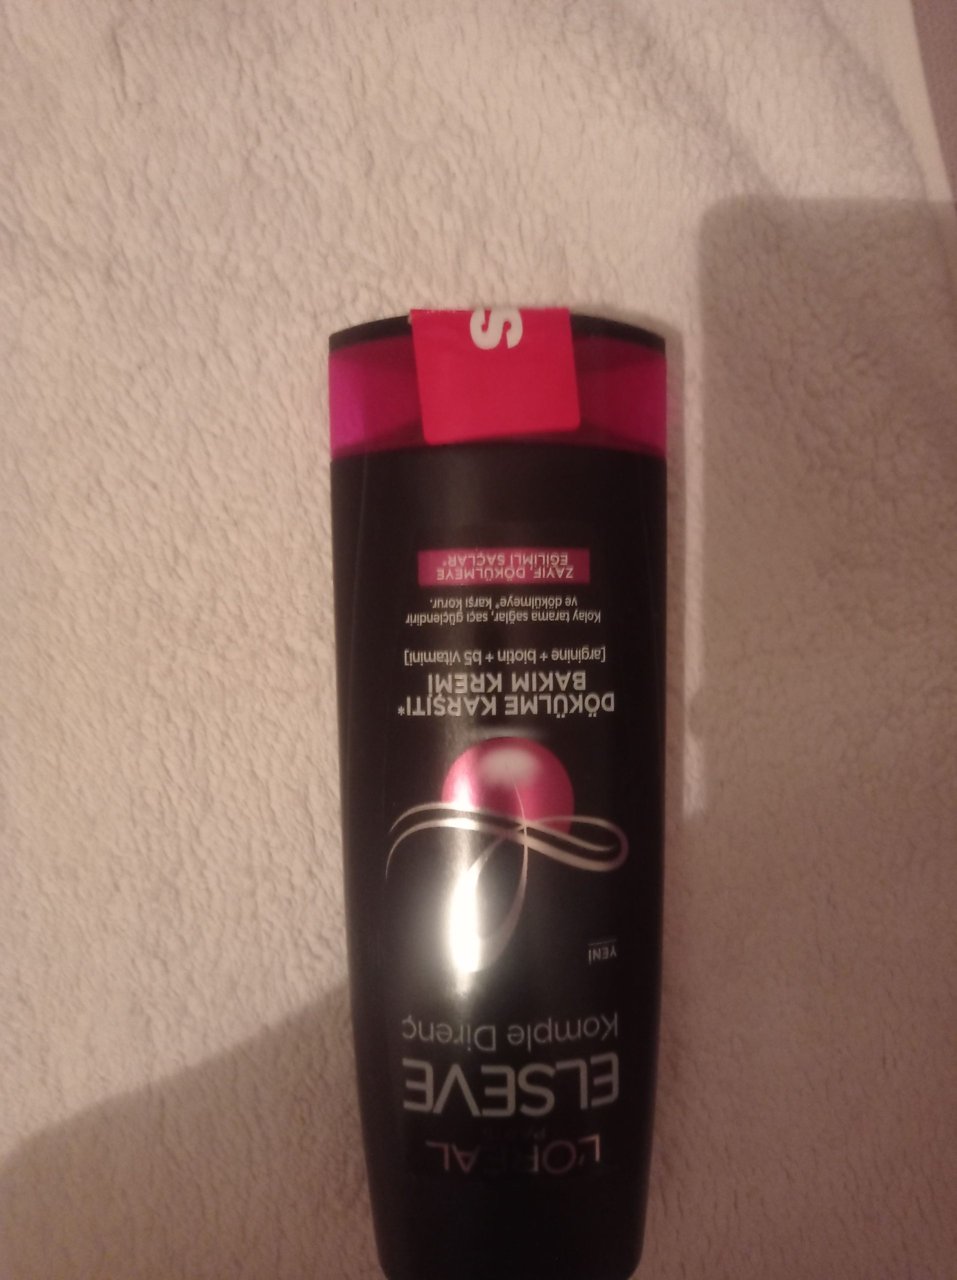 L'ORÉAL
PARIS
ELSEVE
Komple Direnç
YENİ
DÖKÜLME KARŞITI*
BAKIM KREMİ
[arginine + biotin + b5 vitamini]
Kolay tarama sağlar, saçı güçlendirir
ve dökülmeye* karşı korur.
ZAYIF, DÖKÜLMEYE
EĞİLİMLİ SAÇLAR*
S